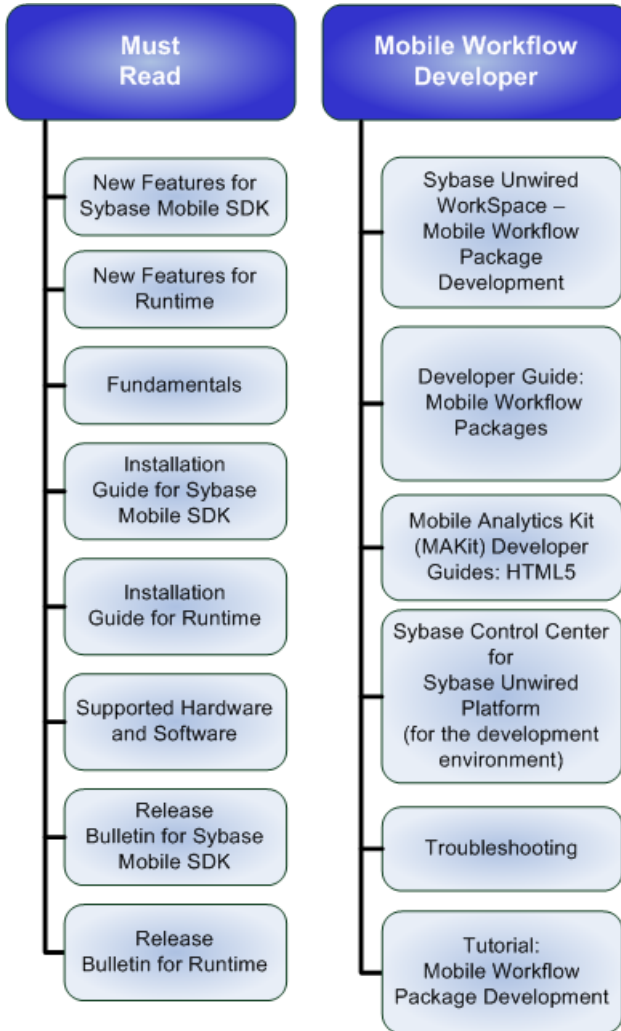 Must
Read
New Features for
Sybase Mobile SDK
New Features for
Runtime
Fundamentals
Installation
Guide for Sybase
Mobile SDK
Installation
Guide for Runtime
Supported Hardware
and Software
Release
Bulletin for Sybase
Mobile SDK
Release
Bulletin for Runtime
Mobile Workflow
Developer
Sybase Unwired
WorkSpace –
Mobile Workflow
Package
Development
Developer Guide:
Mobile Workflow
Packages
Mobile Analytics Kit
(MAKit) Developer
Guides: HTML5
Sybase Control Center
for
Sybase Unwired
Platform
(for the development
environment)
Troubleshooting
Tutorial:
Mobile Workflow
Package Development